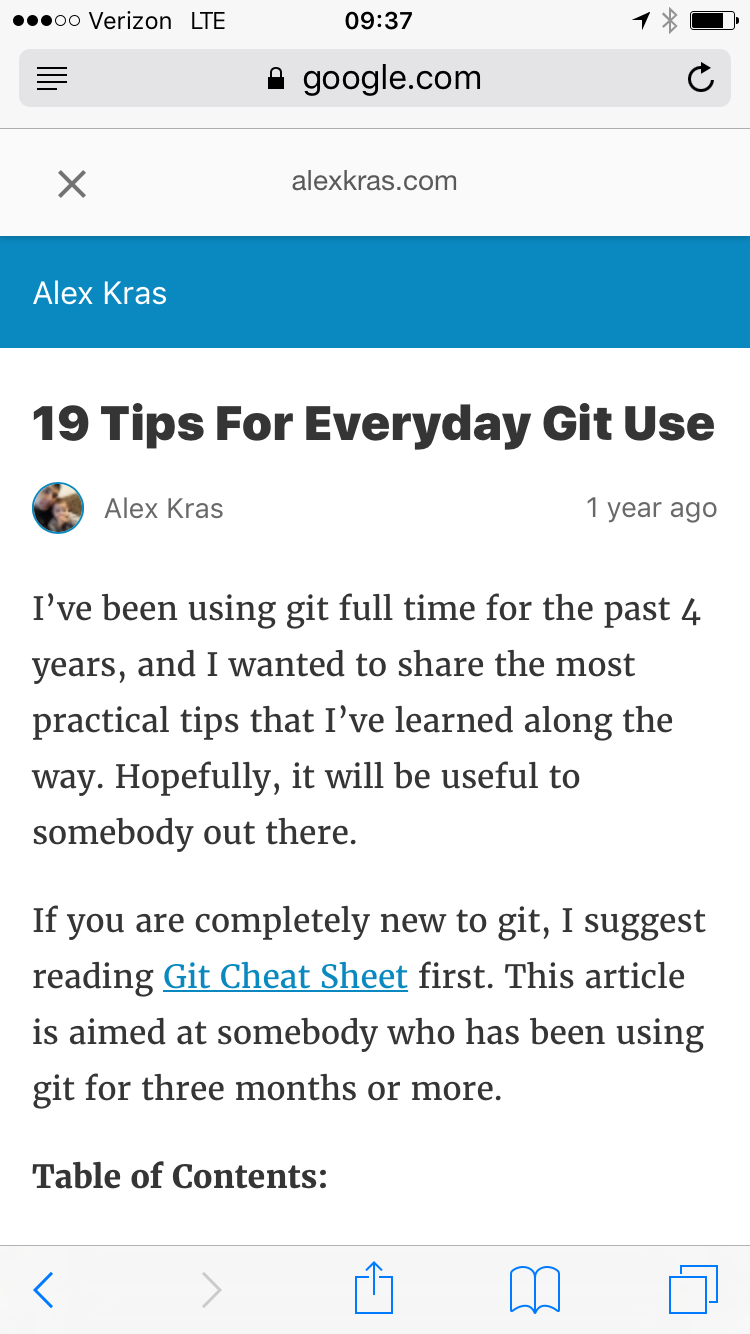 Verizon LTE 09:37
google.com
alexkras.com
Alex Kras
19 Tips For Everyday Git Use
Alex Kras 1 year ago
I’ve been using git full time for the past 4
years, and I wanted to share the most
practical tips that I’ve learned along the
way. Hopefully, it will be useful to
somebody out there.
If you are completely new to git, I suggest
reading Git Cheat Sheet first. This article
is aimed at somebody who has been using
git for three months or more.
Table of Contents: